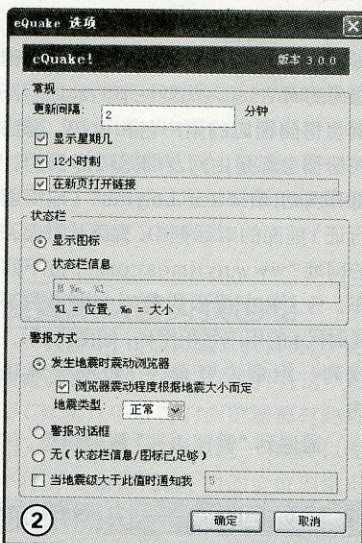 eQuake 选项
eQuake! 版本 3.0.0
常规
更新间隔: 2 分钟
显示星期几
12小时制
在新页打开链接
状态栏
显示图标
状态栏信息
M %m, %l
%l = 位置, %m = 大小
警报方式
发生地震时震动浏览器
浏览器震动程度根据地震大小而定
地震类型: 正常
警报对话框
无(状态栏信息/图标已足够)
当地震级大于此值时通知我 5
② 确定 取消